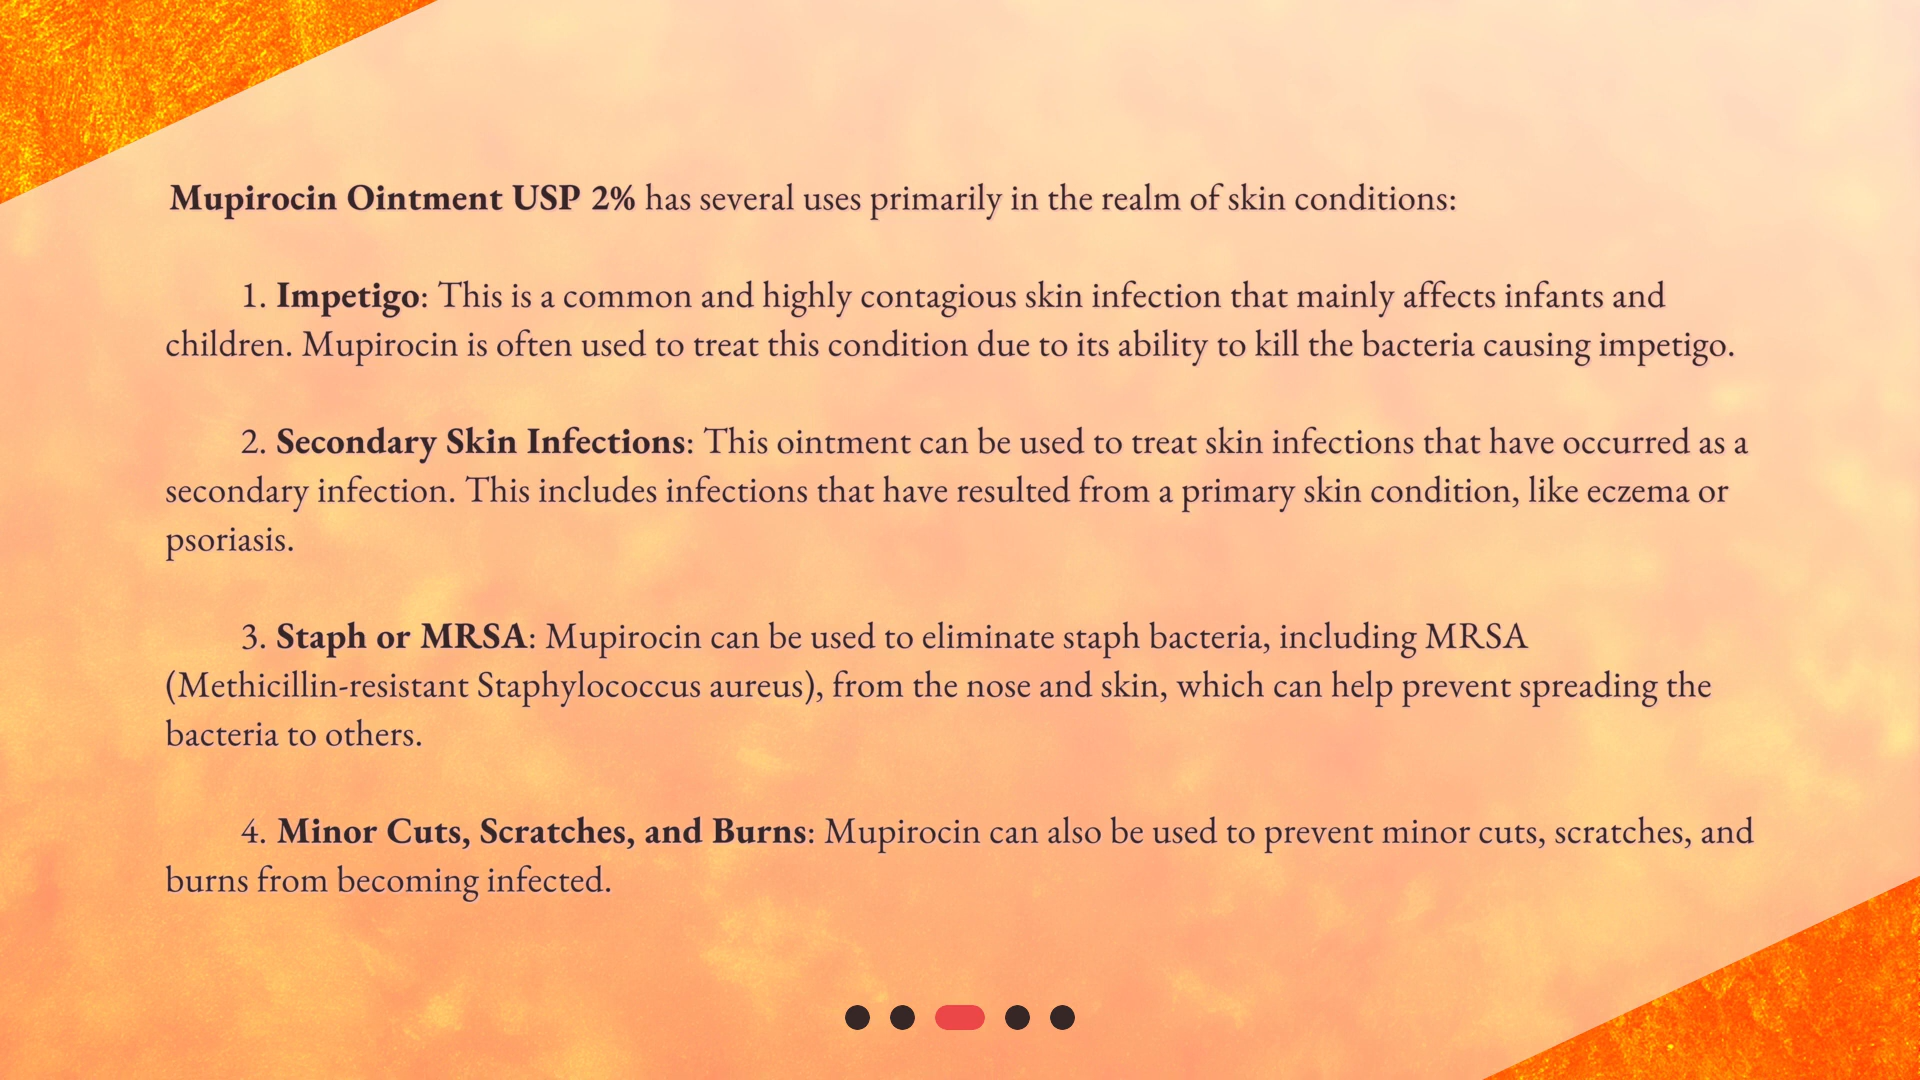 Mupirocin Ointment USP 2% has several uses primarily in the realm of skin conditions:
1. Impetigo: This is a common and highly contagious skin infection that mainly affects infants and
children. Mupirocin is often used to treat this condition due to its ability to kill the bacteria causing impetigo.
2. Secondary Skin Infections: This ointment can be used to treat skin infections that have occurred as a
secondary infection. This includes infections that have resulted from a primary skin condition, like eczema or
psoriasis.
3. Staph or MRSA: Mupirocin can be used to eliminate staph bacteria, including MRSA
(Methicillin-resistant Staphylococcus aureus), from the nose and skin, which can help prevent spreading the
bacteria to others.
4. Minor Cuts, Scratches, and Burns: Mupirocin can also be used to prevent minor cuts, scratches, and
burns from becoming infected.